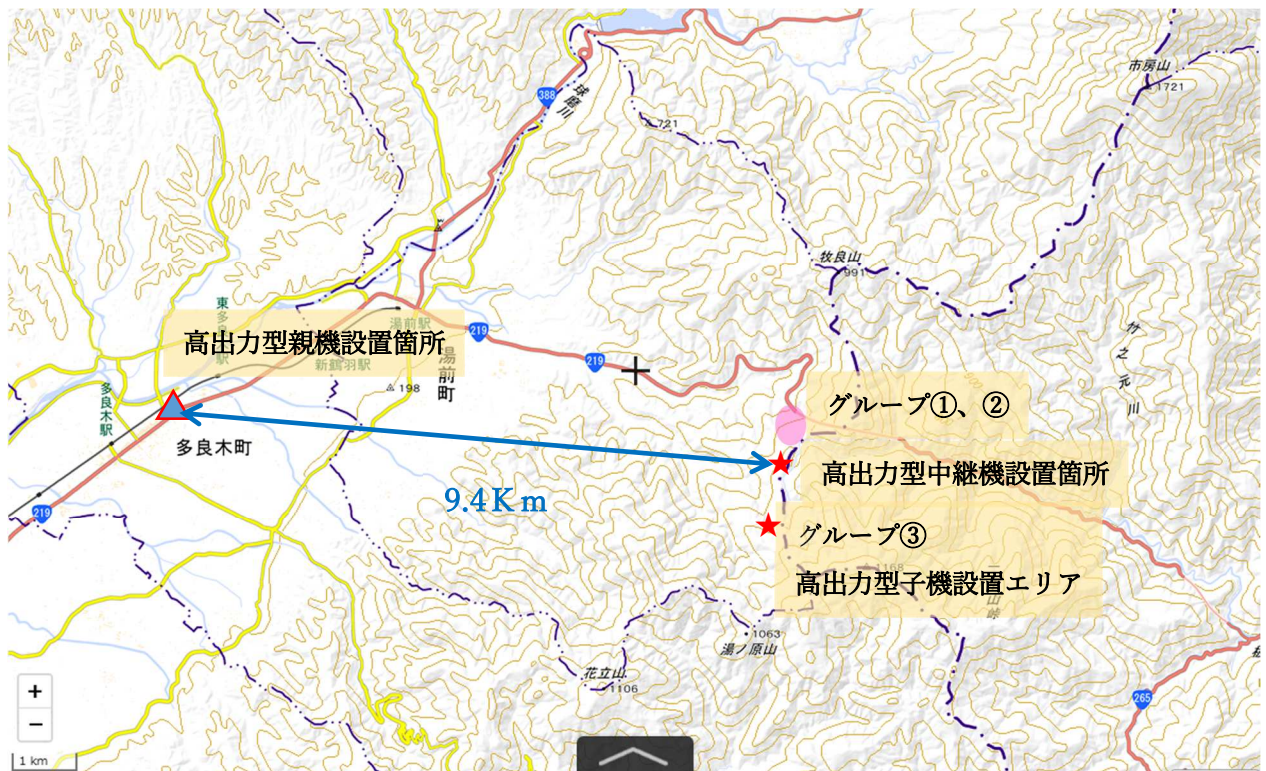 市房山
1721
388
球磨川
721
牧良山
991
竹之元川
東多良
駅
高出力型親機設置箇所
湯前駅
新鶴羽駅
湯前町
198
219
219
多良木駅
多良木町
グループ①、②
高出力型中継機設置箇所
9.4Km
219
グループ③
高出力型子機設置エリア
1168
1063
湯ノ原山
花立山
1106
265
+
−
1 km